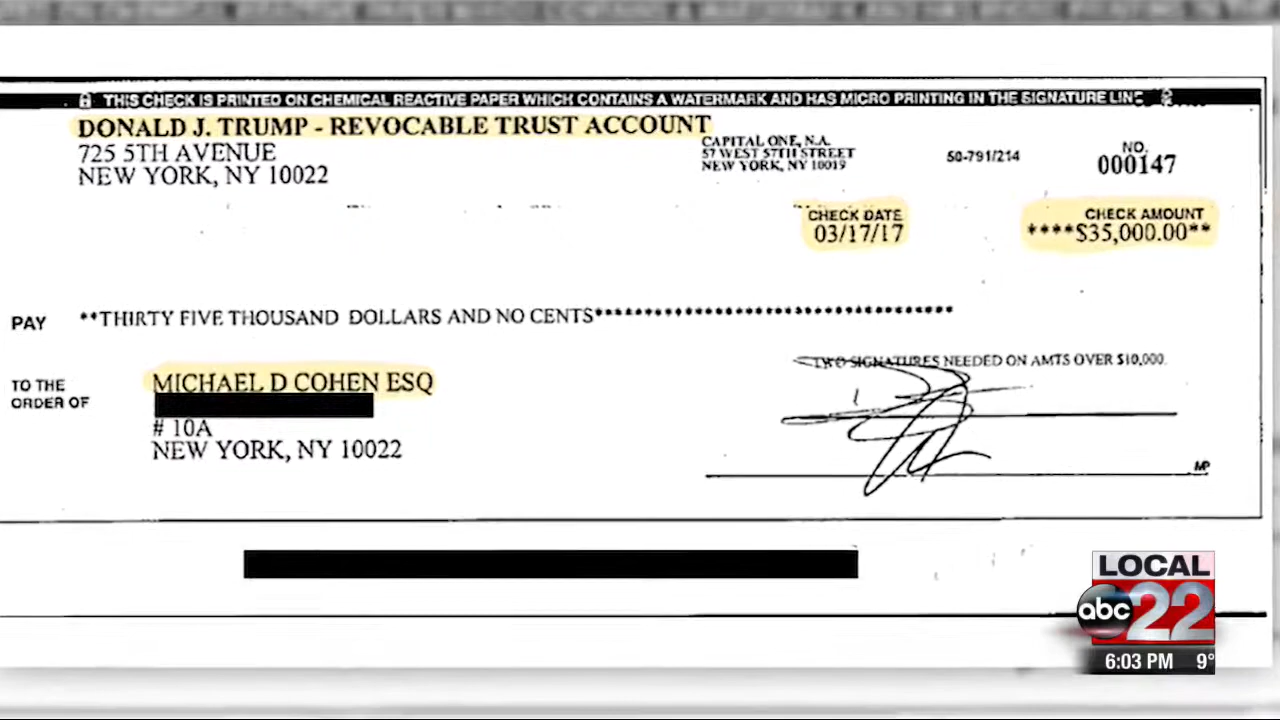 THIS CHECK IS PRINTED ON CHEMICAL REACTIVE PAPER WHICH CONTAINS A WATERMARK AND HAS MICRO PRINTING IN THE SIGNATURE LINE
DONALD J. TRUMP - REVOCABLE TRUST ACCOUNT
725 5TH AVENUE
NEW YORK, NY 10022
CAPITAL ONE, N.A.
57 WEST 57TH STREET
NEW YORK, NY 10019
50-791/214
NO.
000147
CHECK DATE
03/17/17
CHECK AMOUNT
****$35,000.00**
PAY **THIRTY FIVE THOUSAND DOLLARS AND NO CENTS**********************************
TWO SIGNATURES NEEDED ON AMTS OVER $10,000.
TO THE
ORDER OF
MICHAEL D COHEN ESQ
# 10A
NEW YORK, NY 10022
MP
LOCAL
abc 22
6:03 PM 9°